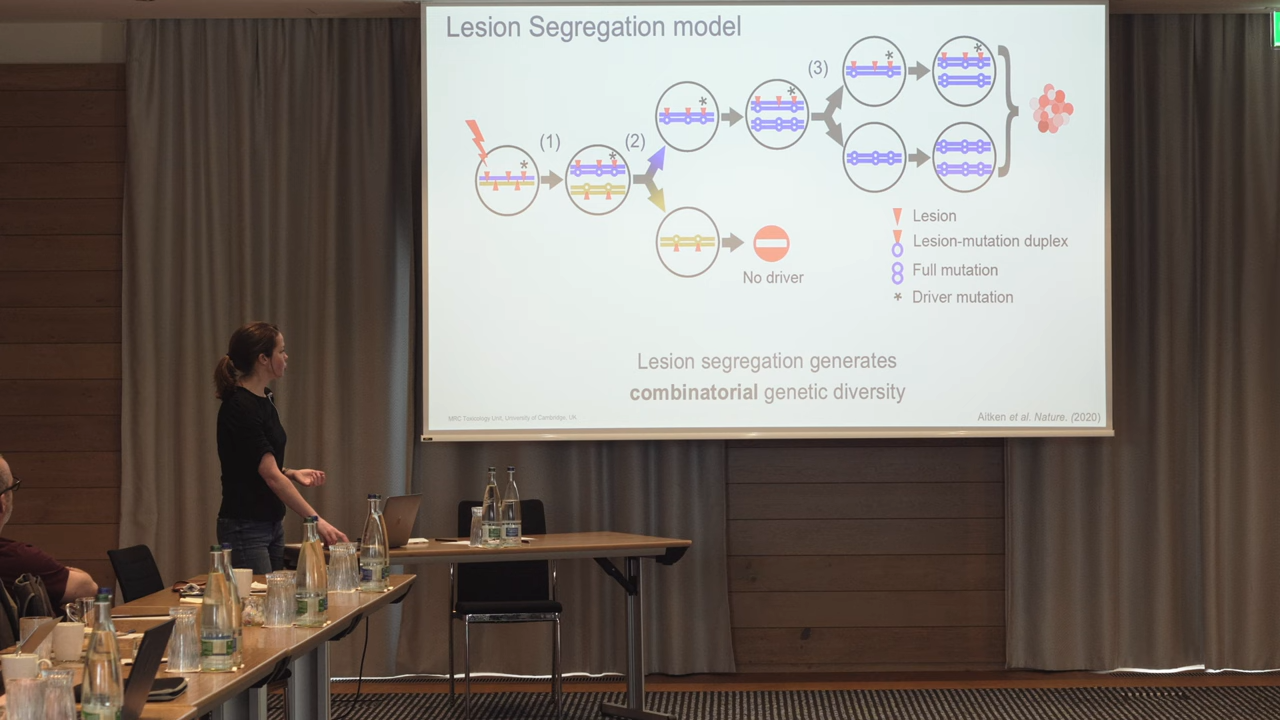 Lesion Segregation model
(1)
(2)
(3)
*
*
*
*
*
*
No driver
Lesion
Lesion-mutation duplex
Full mutation
* Driver mutation
Lesion segregation generates
combinatorial genetic diversity
MRC Toxicology Unit, University of Cambridge, UK
Aitken et al. Nature. (2020)